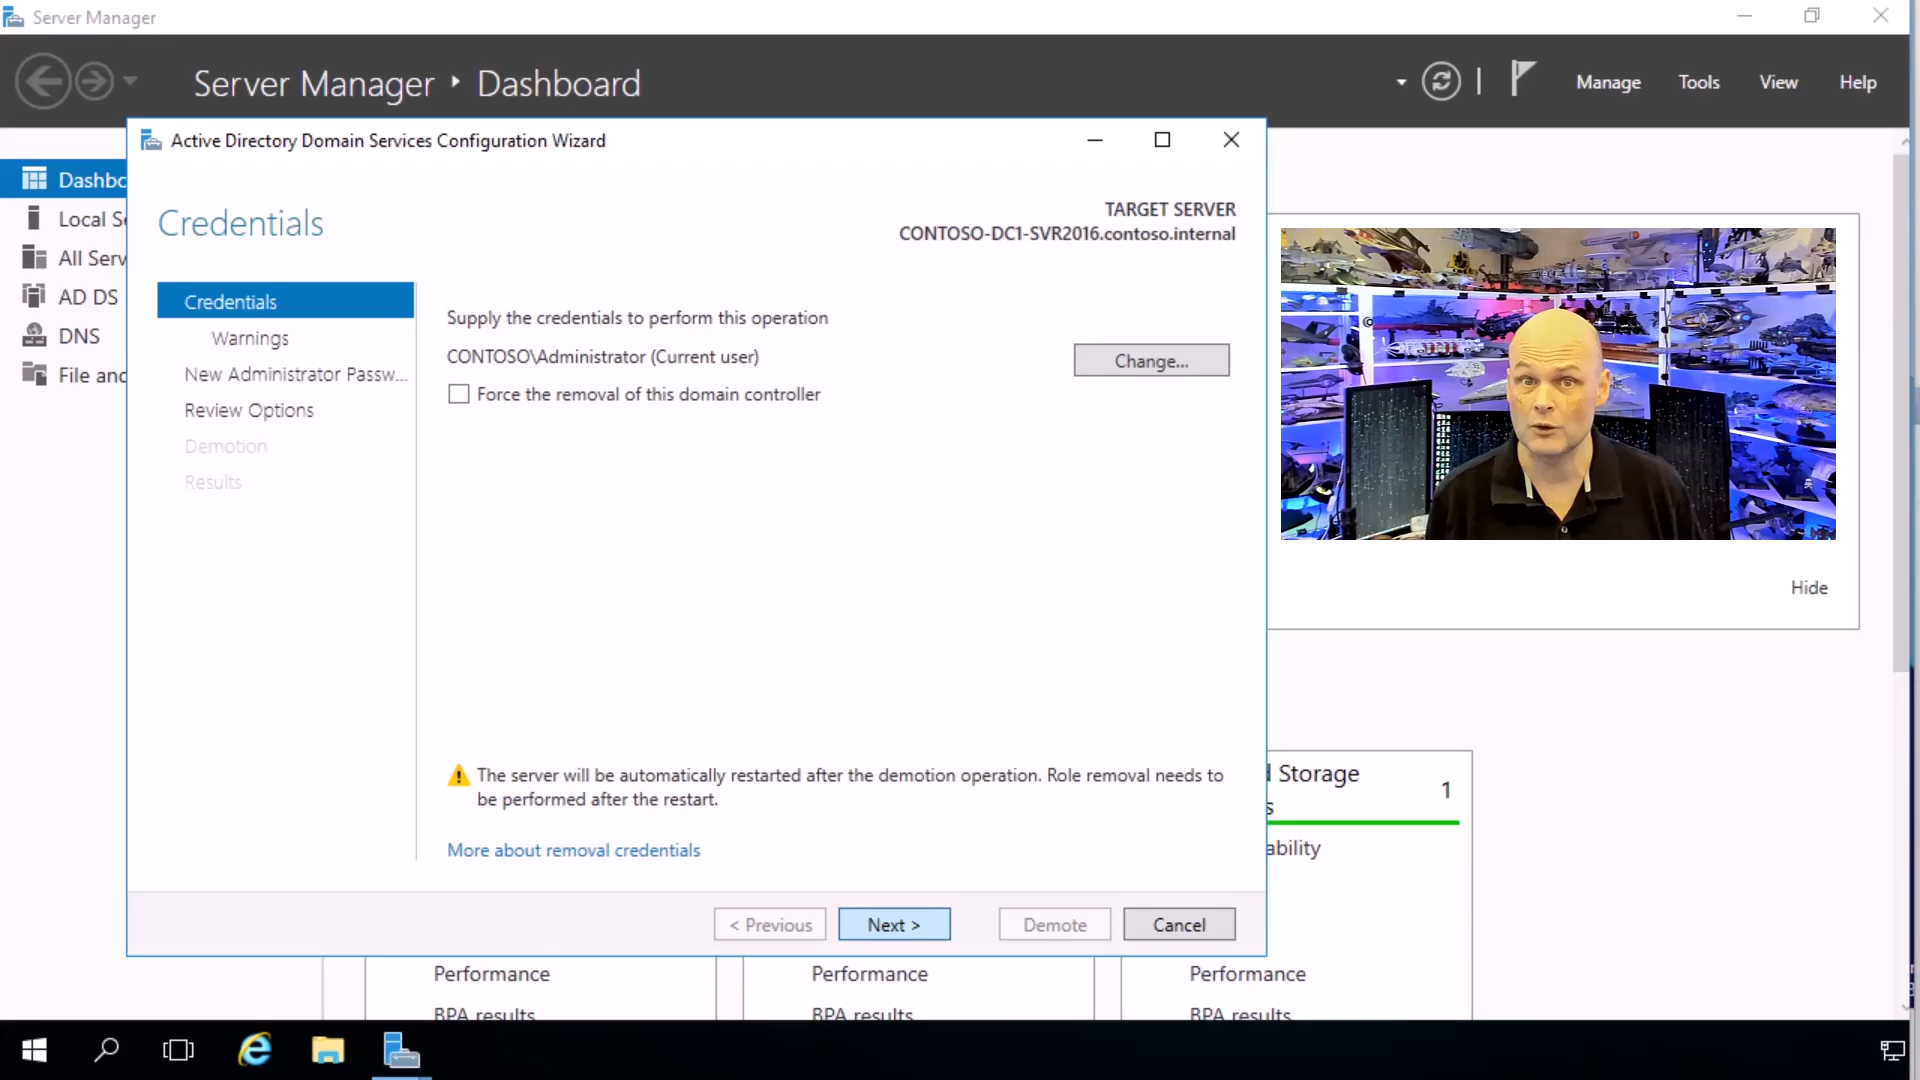 Server Manager
Server Manager ‣ Dashboard
Manage
Tools
View
Help
Active Directory Domain Services Configuration Wizard
Dashbo
Local Se
All Serv
AD DS
DNS
File and
Credentials
TARGET SERVER
CONTOSO-DC1-SVR2016.contoso.internal
Credentials
Warnings
New Administrator Passw...
Review Options
Demotion
Results
Supply the credentials to perform this operation
CONTOSO\Administrator (Current user)
Change...
Force the removal of this domain controller
The server will be automatically restarted after the demotion operation. Role removal needs to
be performed after the restart.
More about removal credentials
< Previous
Next >
Demote
Cancel
Hide
d Storage
1
s
ability
Performance
BPA results
Performance
BPA results
Performance
BPA results